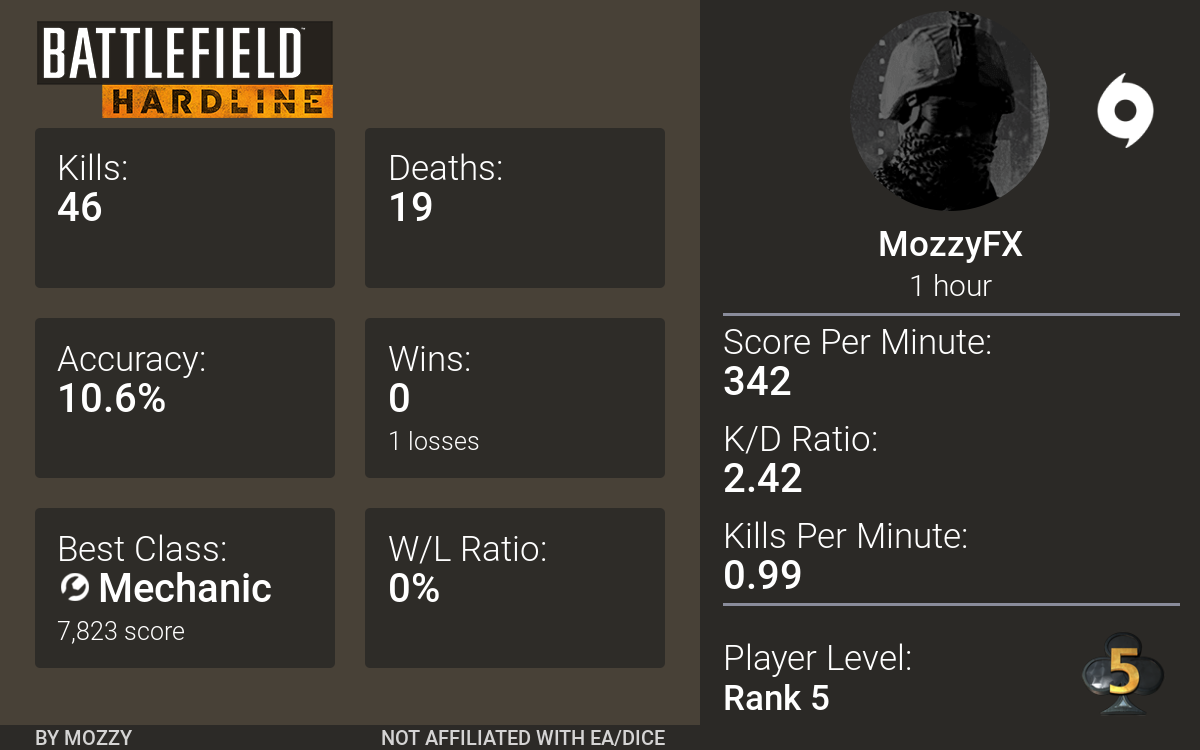 BATTLEFIELD
HARDLINE
Kills:
46
Deaths:
19
Accuracy:
10.6%
Wins:
0
1 losses
Best Class:
Mechanic
7,823 score
W/L Ratio:
0%
BY MOZZY
NOT AFFILIATED WITH EA/DICE
MozzyFX
1 hour
Score Per Minute:
342
K/D Ratio:
2.42
Kills Per Minute:
0.99
Player Level:
Rank 5
5